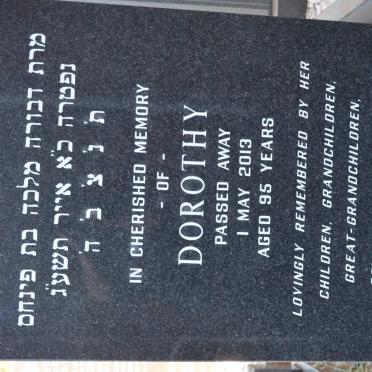 מרת דבורה מלכה בת פינחס
נפטרה כ"א אייר תשע"ג
ת נ צ ב ה
IN CHERISHED MEMORY
- OF -
DOROTHY
PASSED AWAY
1 MAY 2013
AGED 95 YEARS
LOVINGLY REMEMBERED BY HER
CHILDREN, GRANDCHILDREN,
GREAT-GRANDCHILDREN,